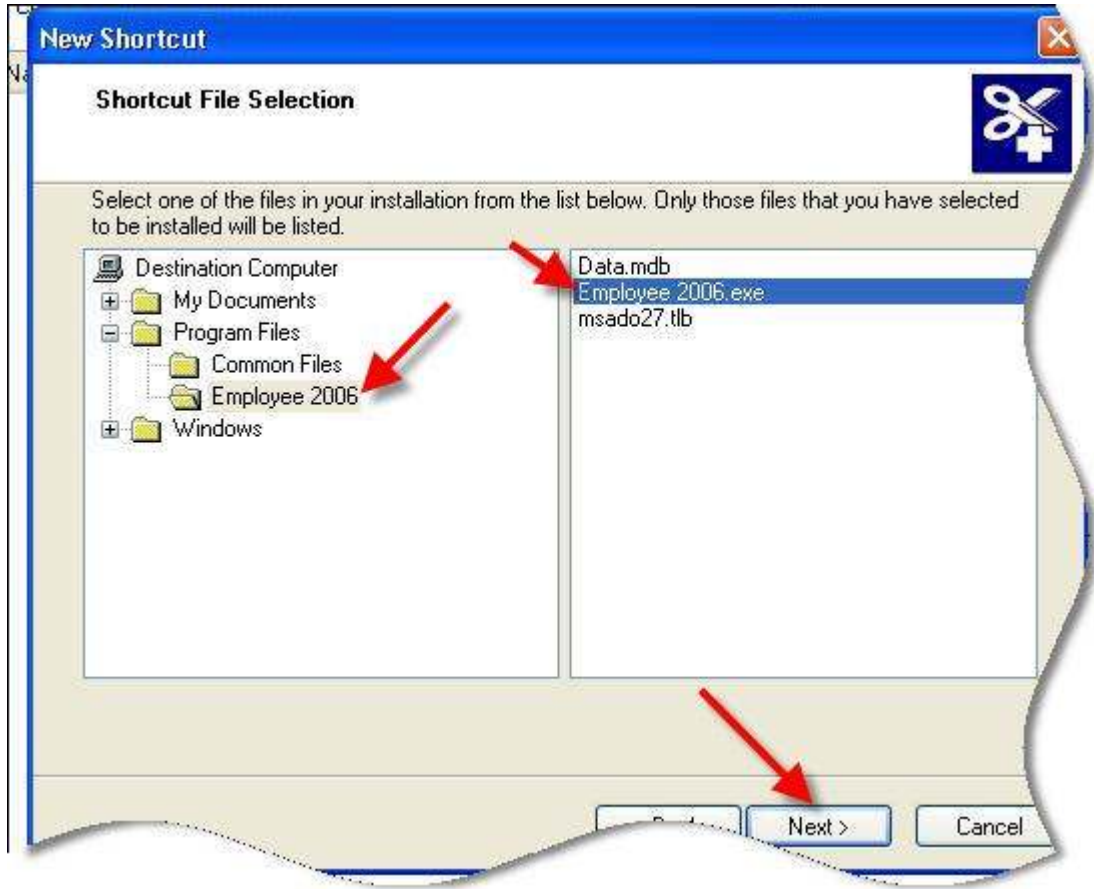 New Shortcut
Shortcut File Selection
Select one of the files in your installation from the list below. Only those files that you have selected
to be installed will be listed.
Destination Computer
My Documents
Program Files
Common Files
Employee 2006
Windows
Data.mdb
Employee 2006.exe
msado27.tlb
Next >
Cancel